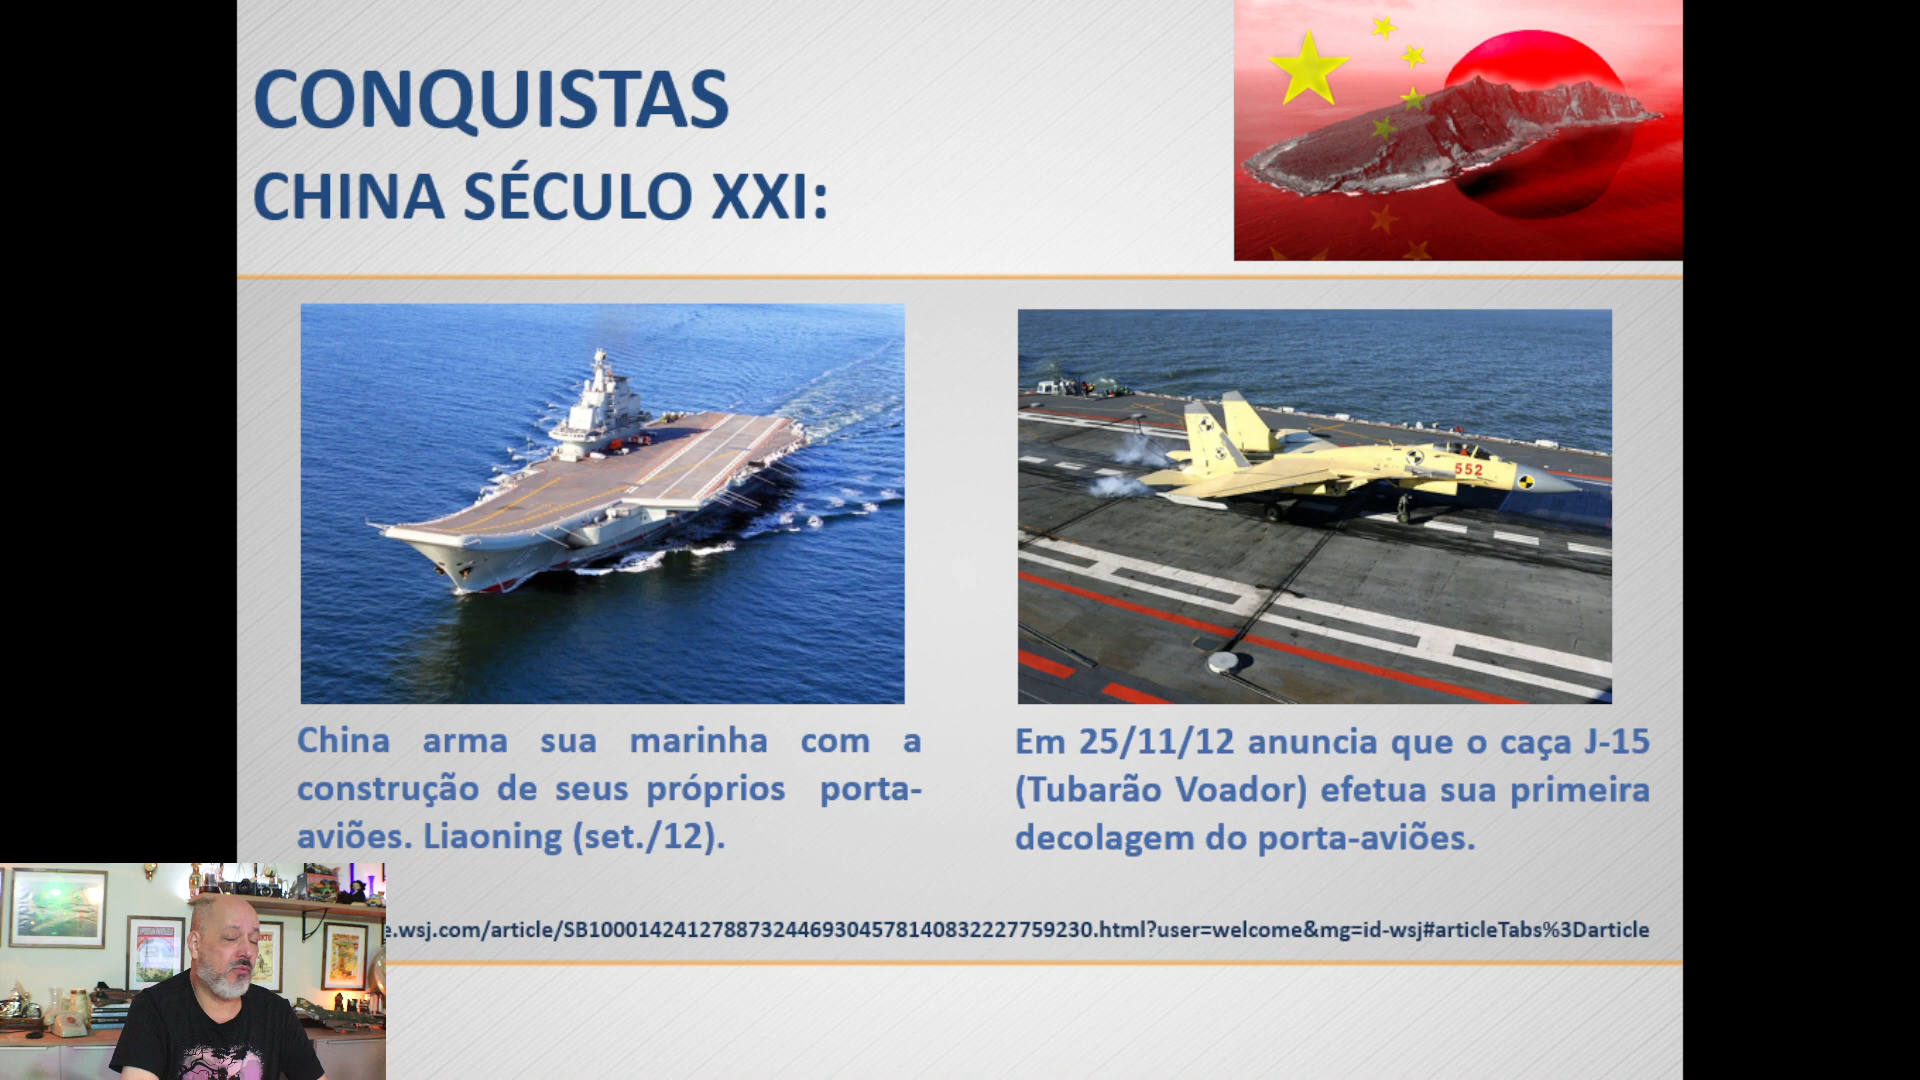 CONQUISTAS
CHINA SÉCULO XXI:
552
China arma sua marinha com a
construção de seus próprios porta-
aviões. Liaoning (set./12).
Em 25/11/12 anuncia que o caça J-15
(Tubarão Voador) efetua sua primeira
decolagem do porta-aviões.
e.wsj.com/article/SB10001424127887324469304578140832227759230.html?user=welcome&mg=id-wsj#articleTabs%3Darticle